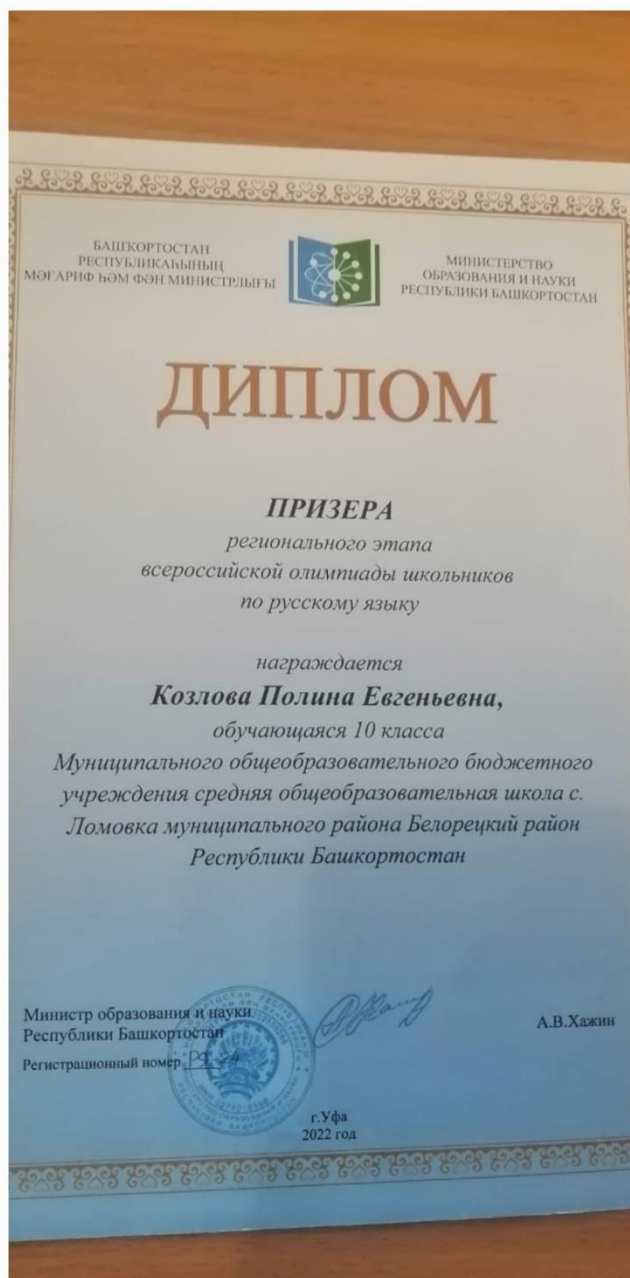 БАШҠОРТОСТАН
РЕСПУБЛИКАҺЫНЫҢ
МӘҒАРИФ ҺӘМ ФӘН МИНИСТРЛЫҒЫ
МИНИСТЕРСТВО
ОБРАЗОВАНИЯ И НАУКИ
РЕСПУБЛИКИ БАШКОРТОСТАН
ДИПЛОМ
ПРИЗЕРА
регионального этапа
всероссийской олимпиады школьников
по русскому языку
награждается
Козлова Полина Евгеньевна,
обучающаяся 10 класса
Муниципального общеобразовательного бюджетного
учреждения средняя общеобразовательная школа с.
Ломовка муниципального района Белорецкий район
Республики Башкортостан
Министр образования и науки
Республики Башкортостан
А.В.Хажин
Регистрационный номер
г.Уфа
2022 год